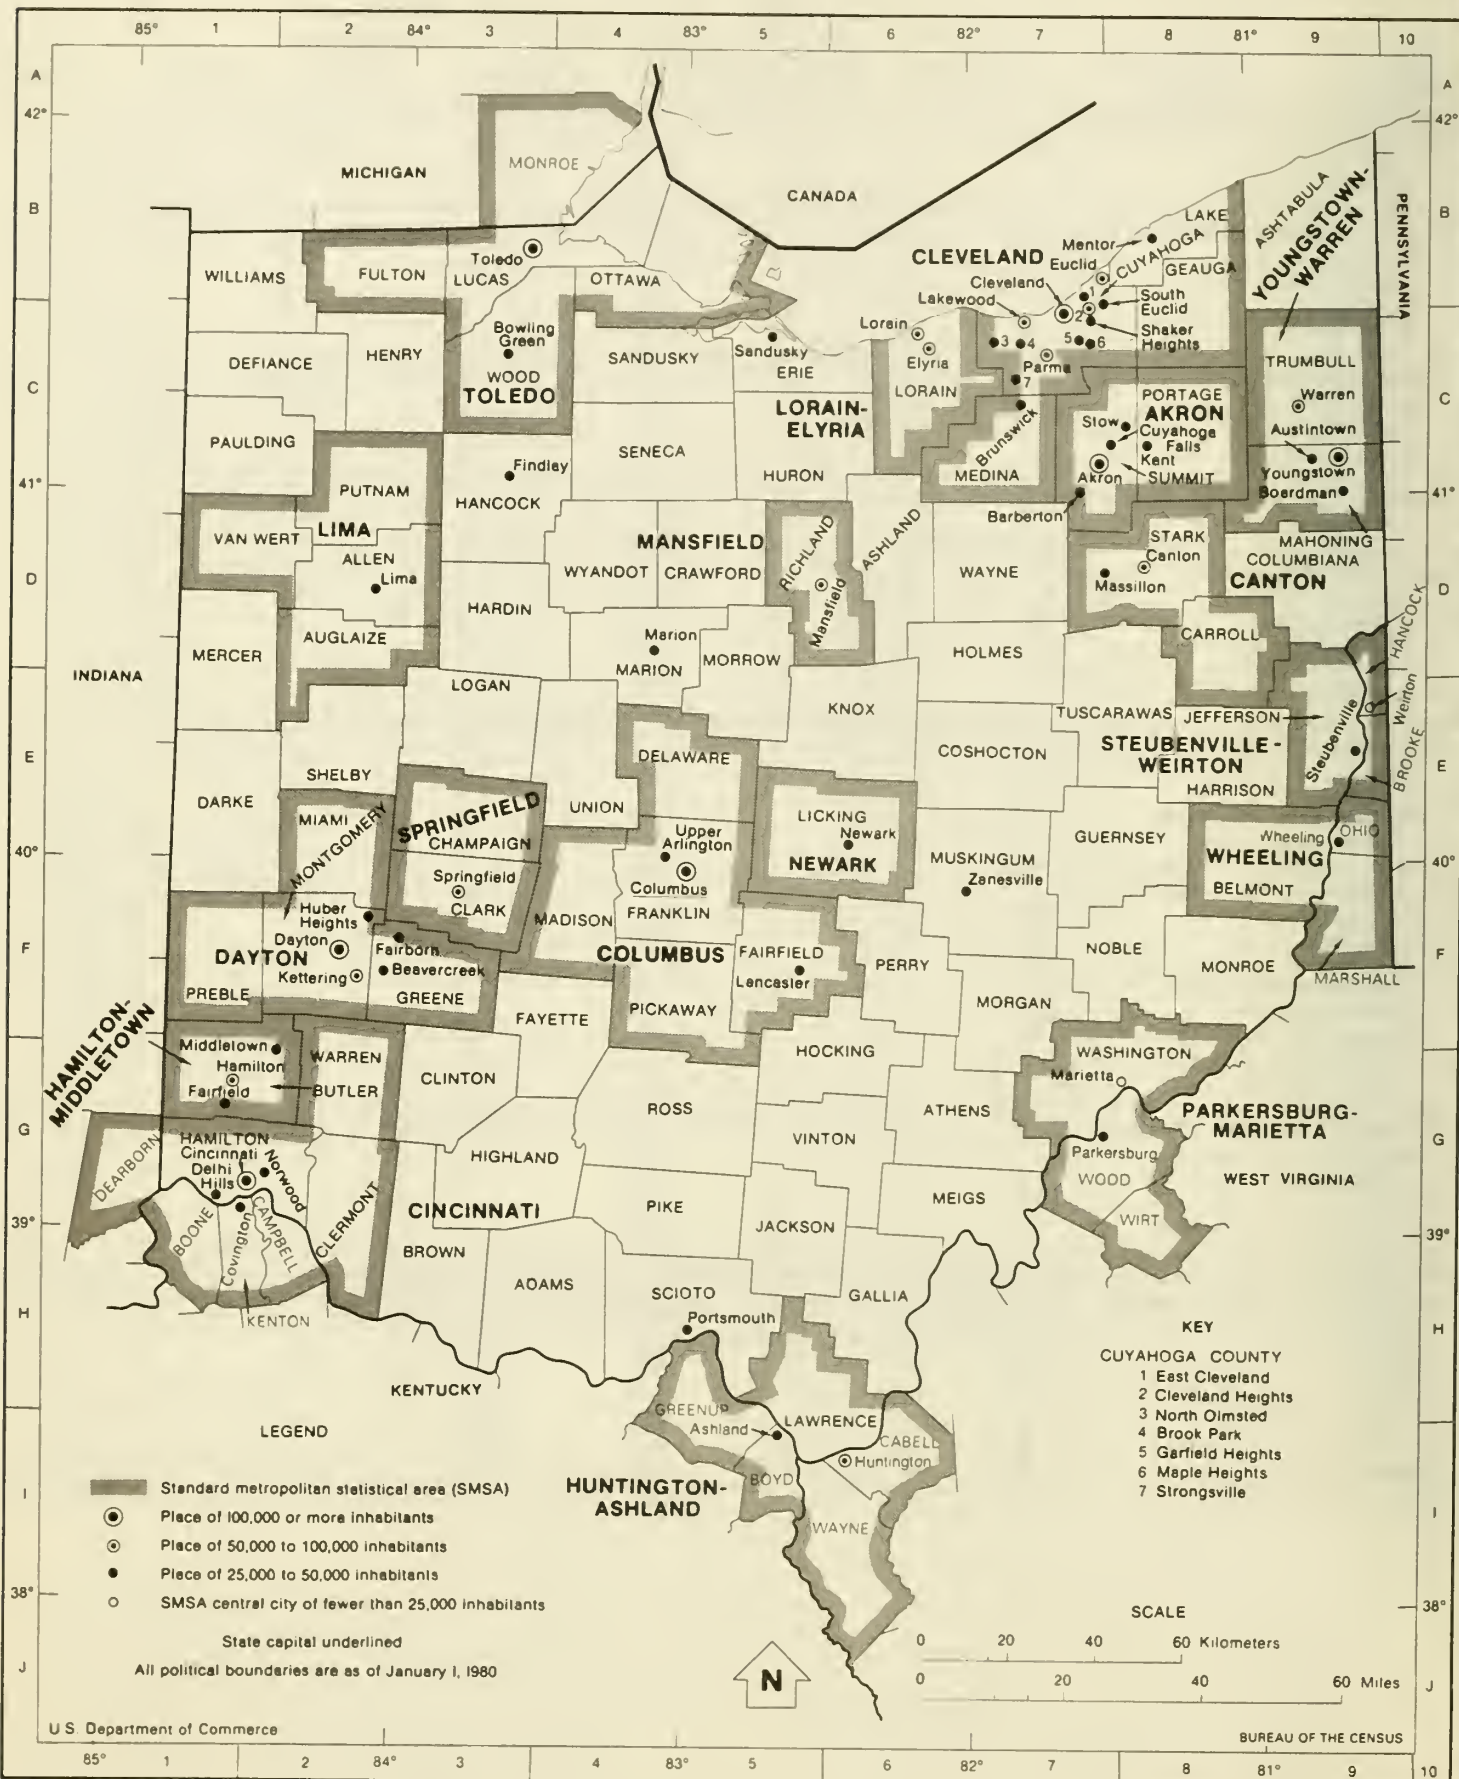 85° 1 2 84° 3 4 83° 5 6 82° 7 8 81° 9 10
A
A
42°
42°
MONROE
MICHIGAN
CANADA
B
B
PENNSYLVANIA
ASHTABULA
YOUNGSTOWN-
WARREN
LAKE
Mentor
Euclid
CUYAHOGA
GEAUGA
CLEVELAND
Cleveland
Lakewood
1
2
South
Euclid
Shaker
Heights
3
4
5
6
Parma
7
Toledo
WILLIAMS
FULTON
LUCAS
OTTAWA
Bowling
Green
WOOD
TOLEDO
DEFIANCE
HENRY
SANDUSKY
Sandusky
ERIE
Lorain
Elyria
LORAIN
LORAIN-
ELYRIA
C
C
TRUMBULL
Warren
Austintown
Youngstown
Boardman
MAHONING
PORTAGE
AKRON
Stow
Cuyahoga
Falls
Kent
Akron
SUMMIT
Barberton
Brunswick
MEDINA
PAULDING
SENECA
HURON
Findlay
HANCOCK
41°
41°
PUTNAM
LIMA
VAN WERT
ALLEN
Lima
MANSFIELD
WYANDOT
CRAWFORD
RICHLAND
Mansfield
ASHLAND
WAYNE
STARK
Canton
Massillon
COLUMBIANA
CANTON
D
D
HARDIN
AUGLAIZE
MERCER
Marion
MARION
MORROW
HOLMES
CARROLL
HANCOCK
Weirton
BROOKE
INDIANA
LOGAN
KNOX
TUSCARAWAS
JEFFERSON
Steubenville
STEUBENVILLE-
WEIRTON
HARRISON
COSHOCTON
E
E
DELAWARE
SHELBY
DARKE
UNION
MIAMI
MONTGOMERY
SPRINGFIELD
CHAMPAIGN
Springfield
CLARK
Upper
Arlington
Columbus
FRANKLIN
LICKING
Newark
NEWARK
GUERNSEY
Wheeling
OHIO
WHEELING
BELMONT
40°
40°
MUSKINGUM
Zanesville
MADISON
COLUMBUS
Huber
Heights
Dayton
DAYTON
Kettering
Fairborn
Beavercreek
GREENE
PREBLE
F
F
FAIRFIELD
Lancaster
PERRY
NOBLE
MONROE
MARSHALL
PICKAWAY
FAYETTE
MORGAN
HAMILTON-
MIDDLETOWN
Middletown
Hamilton
Fairfield
WARREN
BUTLER
CLINTON
HOCKING
WASHINGTON
Marietta
ROSS
ATHENS
PARKERSBURG-
MARIETTA
G
G
DEARBORN
HAMILTON
Cincinnati
Delhi
Hills
Norwood
HIGHLAND
VINTON
Parkersburg
WOOD
WEST VIRGINIA
WIRT
CINCINNATI
PIKE
MEIGS
JACKSON
39°
39°
BOONE
Covington
CAMPBELL
CLERMONT
BROWN
ADAMS
KENTON
SCIOTO
Portsmouth
GALLIA
H
H
KENTUCKY
GREENUP
Ashland
BOYD
LAWRENCE
CABELL
Huntington
WAYNE
HUNTINGTON-
ASHLAND
KEY
CUYAHOGA COUNTY
1 East Cleveland
2 Cleveland Heights
3 North Olmsted
4 Brook Park
5 Garfield Heights
6 Maple Heights
7 Strongsville
I
I
LEGEND
Standard metropolitan statistical area (SMSA)
Place of 100,000 or more inhabitants
Place of 50,000 to 100,000 inhabitants
Place of 25,000 to 50,000 inhabitants
SMSA central city of fewer than 25,000 inhabitants
State capital underlined
All political boundaries are as of January 1, 1980
38°
38°
N
SCALE
0 20 40 60 Kilometers
0 20 40 60 Miles
J
J
U.S. Department of Commerce
BUREAU OF THE CENSUS
85° 1 2 84° 3 4 83° 5 6 82° 7 8 81° 9 10